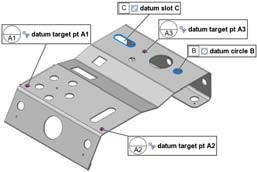 C datum slot C
A3 datum target pt A3
A1 datum target pt A1
B datum circle B
A2 datum target pt A2